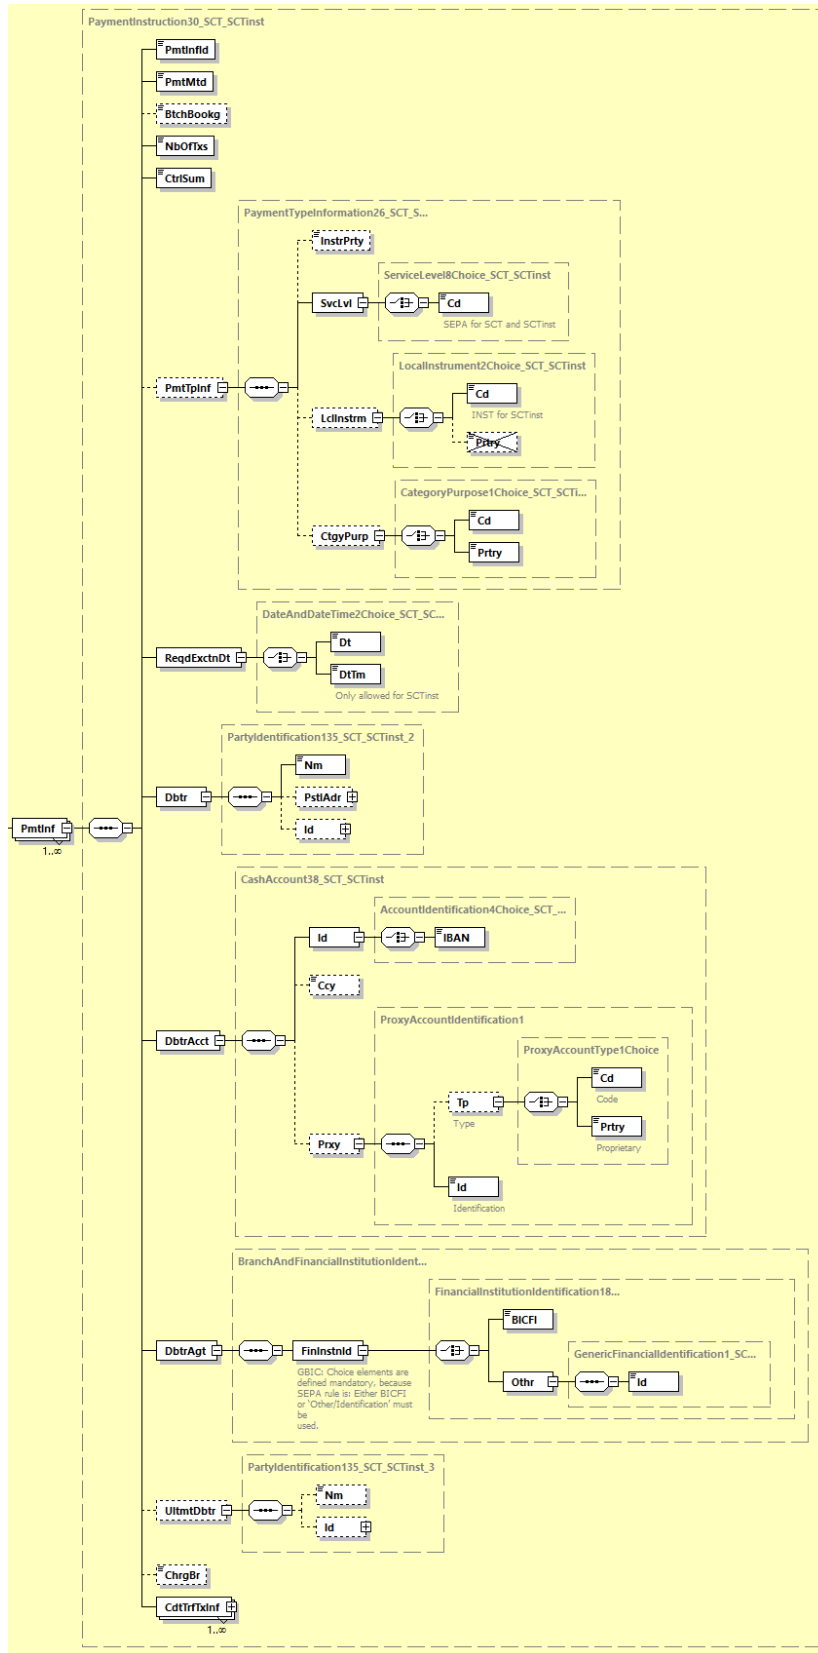 PaymentInstruction30_SCT_SCTinst
PmtInfId
PmtMtd
BtchBookg
NbOfTxs
CtrlSum
PaymentTypeInformation26_SCT_S...
InstrPrty
ServiceLevel8Choice_SCT_SCTinst
SvcLvl
Cd
SEPA for SCT and SCTinst
LocalInstrument2Choice_SCT_SCTinst
PmtTpInf
Cd
INST for SCTinst
LclInstrm
Prtry
CategoryPurpose1Choice_SCT_SCTi...
Cd
CtgyPurp
Prtry
DateAndDateTime2Choice_SCT_SC...
Dt
ReqdExctnDt
DtTm
Only allowed for SCTinst
PartyIdentification135_SCT_SCTinst_2
Nm
Dbtr
PstlAdr
Id
PmtInf
1..∞
CashAccount38_SCT_SCTinst
AccountIdentification4Choice_SCT_...
Id
IBAN
Ccy
ProxyAccountIdentification1
DbtrAcct
ProxyAccountType1Choice
Cd
Code
Tp
Type
Prtry
Proprietary
Prxy
Id
Identification
BranchAndFinancialInstitutionIdent...
FinancialInstitutionIdentification18...
BICFI
DbtrAgt
FinInstnId
GenericFinancialIdentification1_SC...
GBIC: Choice elements are
defined mandatory, because
SEPA rule is: Either BICFI
or 'Other/Identification' must
be
used.
Othr
Id
PartyIdentification135_SCT_SCTinst_3
Nm
UltmtDbtr
Id
ChrgBr
CdtTrfTxInf
1..∞